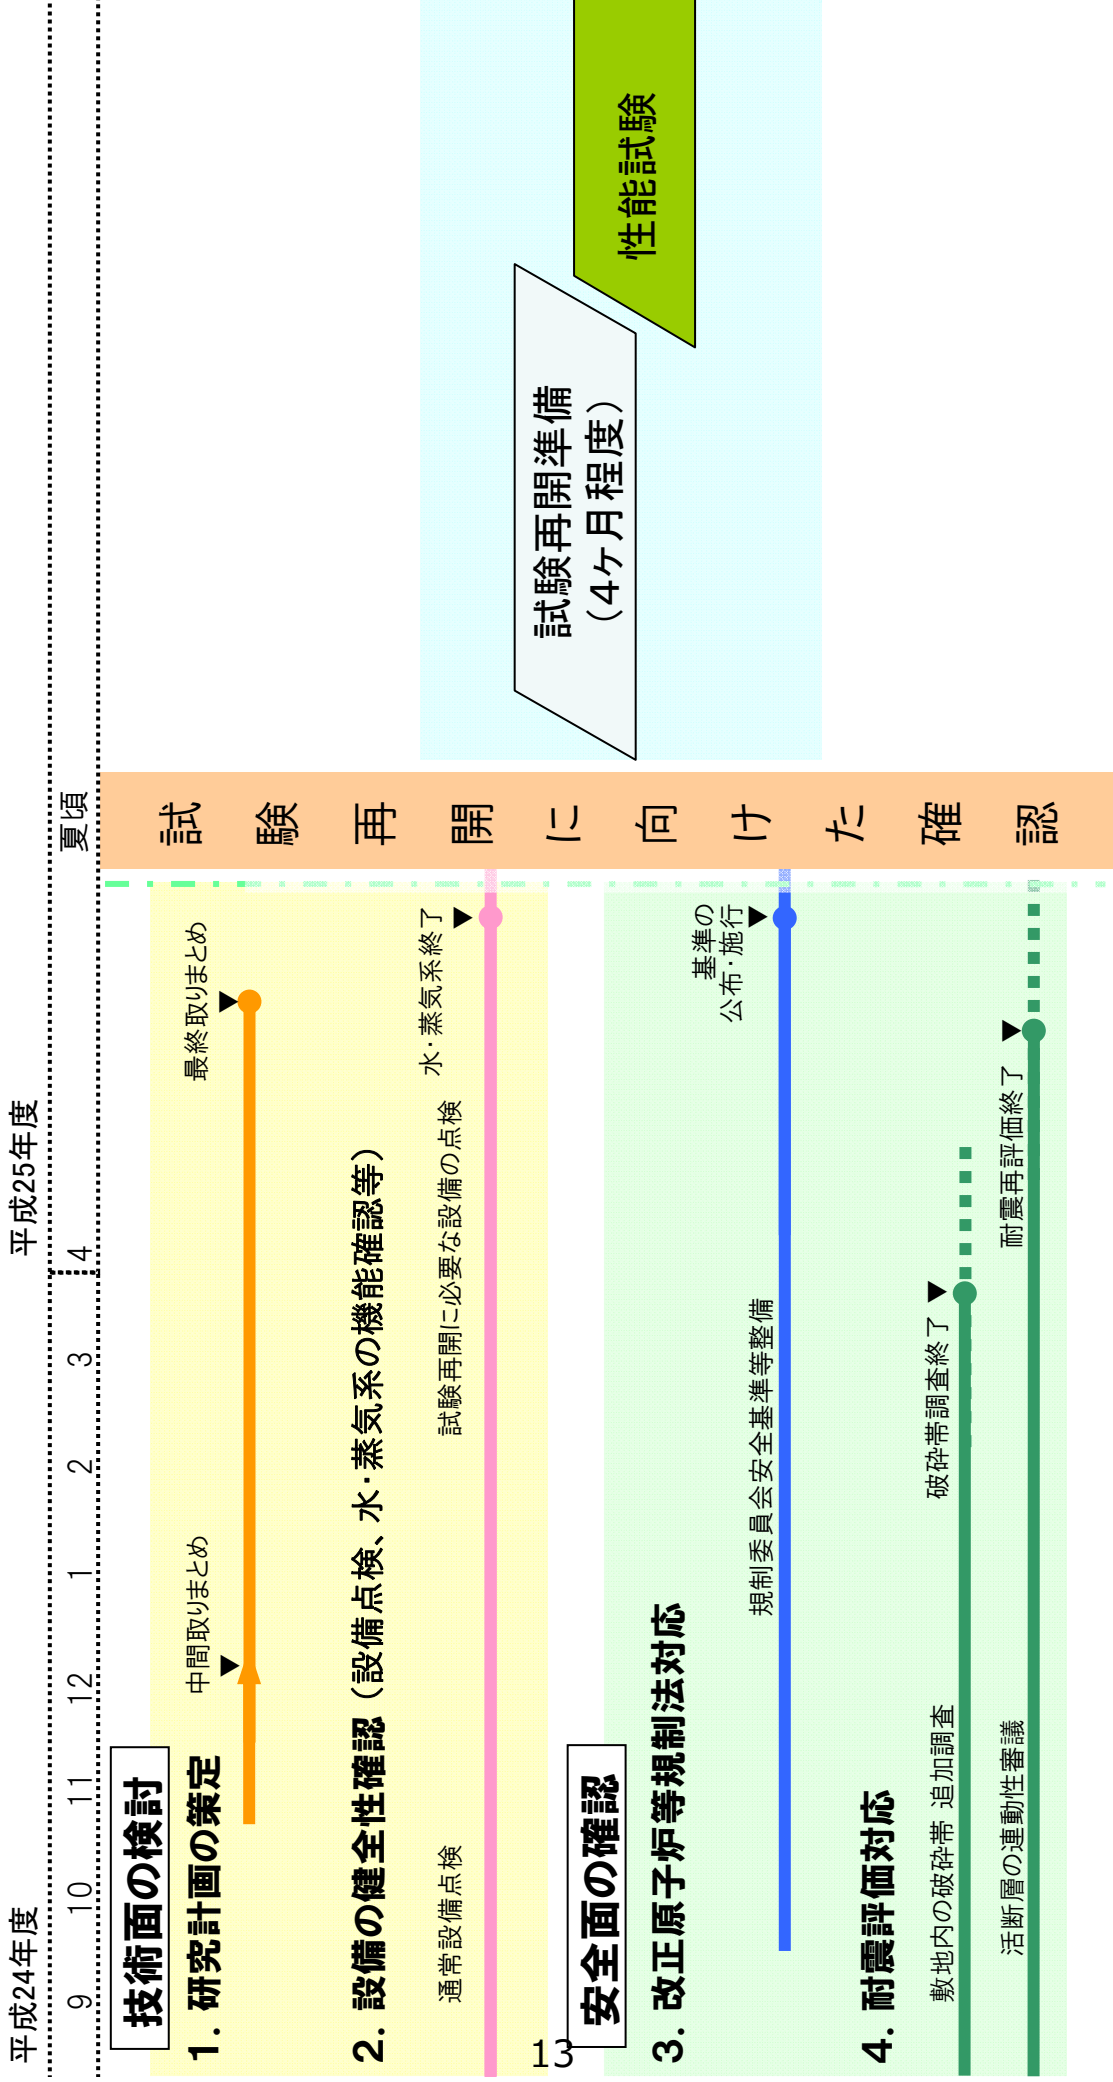 平成24年度
平成25年度
9 10 11 12 1 2 3 4 夏頃
技術面の検討
1. 研究計画の策定
中間取りまとめ
▼
最終取りまとめ
▼
2. 設備の健全性確認（設備点検、水・蒸気系の機能確認等）
通常設備点検
試験再開に必要な設備の点検
水・蒸気系終了
▼
安全面の確認
3. 改正原子炉等規制法対応
規制委員会安全基準等整備
基準の
公布・施行
▼
4. 耐震評価対応
敷地内の破砕帯 追加調査
破砕帯調査終了
▼
活断層の連動性審議
耐震再評価終了
▼
試験再開に向けた確認
試験再開準備
（4ヶ月程度）
性能試験
13